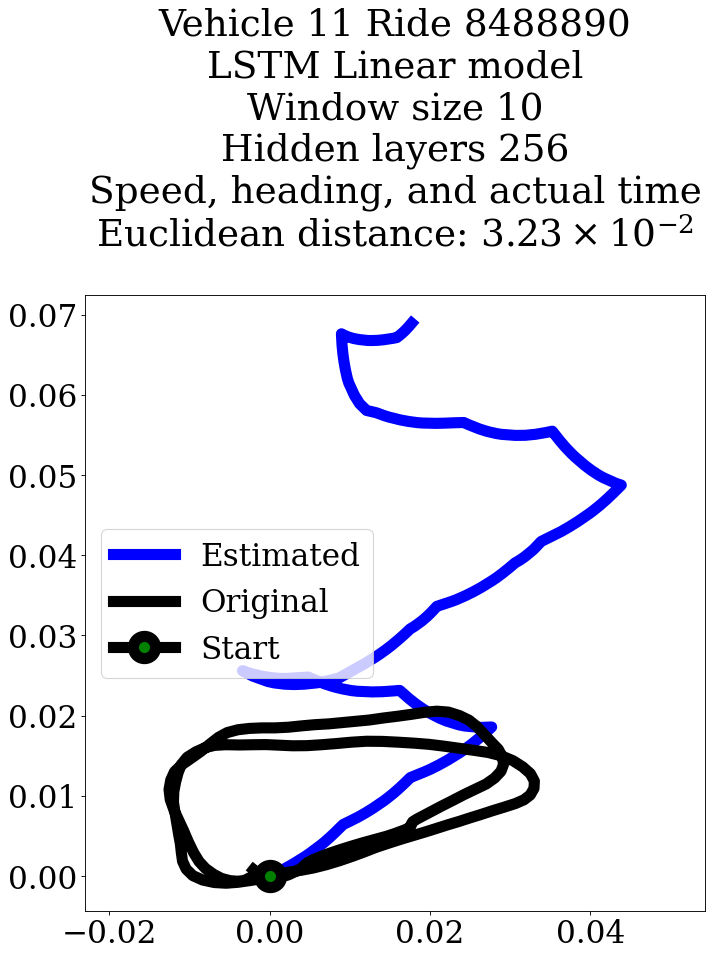 Vehicle 11 Ride 8488890
LSTM Linear model
Window size 10
Hidden layers 256
Speed, heading, and actual time
Euclidean distance: 3.23 × 10⁻²
0.07
0.06
0.05
0.04
0.03
0.02
0.01
0.00
Estimated
Original
Start
−0.02 0.00 0.02 0.04